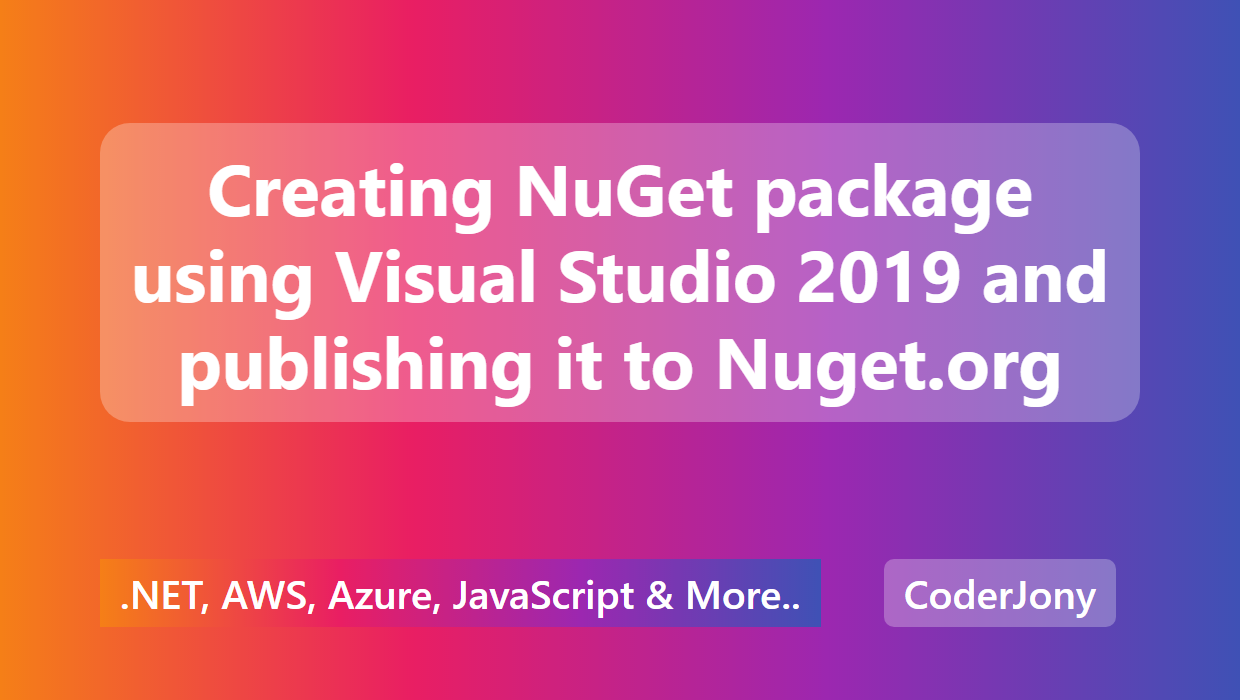 Creating NuGet package
using Visual Studio 2019 and
publishing it to Nuget.org
.NET, AWS, Azure, JavaScript & More..
CoderJony